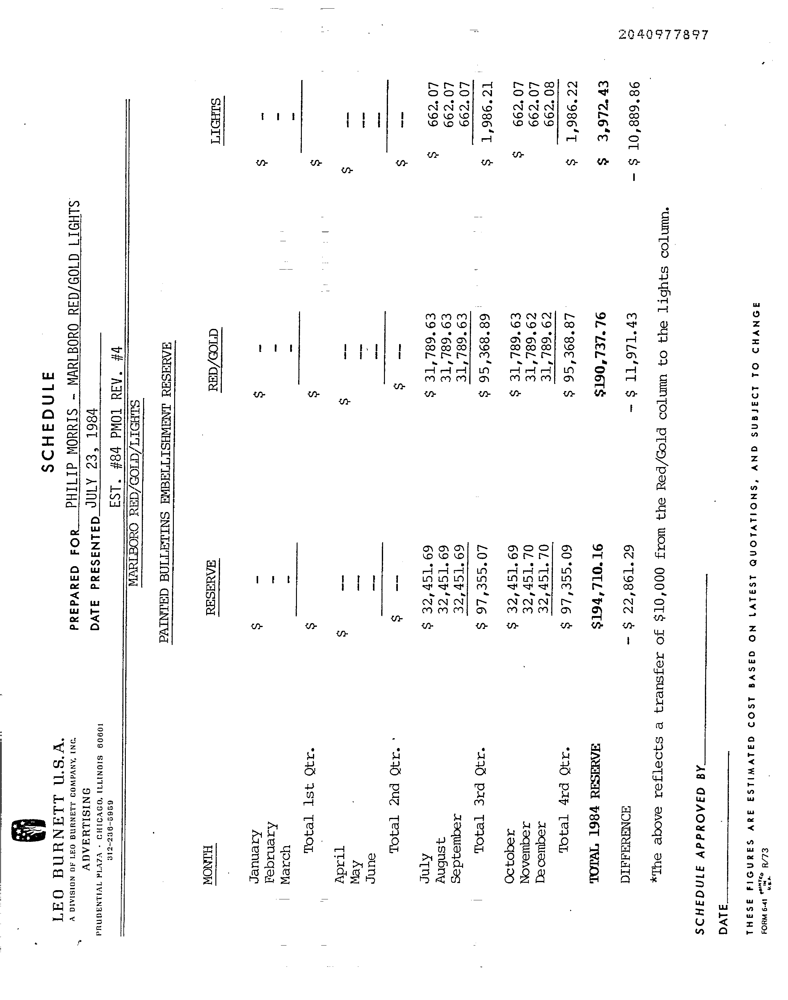 2040977897
LEO BURNETT U.S.A.
A DIVISION OF LEO BURNETT COMPANY, INC.
ADVERTISING
PRUDENTIAL PLAZA · CHICAGO, ILLINOIS 60601
312-236-5959
SCHEDULE
PREPARED FOR PHILIP MORRIS - MARLBORO RED/GOLD LIGHTS
DATE PRESENTED JULY 23, 1984
EST. #84 PM01 REV. #4
MARLBORO RED/GOLD/LIGHTS
PAINTED BULLETINS EMBELLISHMENT RESERVE
MONTH RESERVE RED/GOLD LIGHTS
January $ - $ - $ -
February - - -
March - - -
Total 1st Qtr. $ $ $
April $ -- $ -- $ --
May -- -- --
June -- -- --
Total 2nd Qtr. $ -- $ -- $ --
July $ 32,451.69 $ 31,789.63 $ 662.07
August 32,451.69 31,789.63 662.07
September 32,451.69 31,789.63 662.07
Total 3rd Qtr. $ 97,355.07 $ 95,368.89 $ 1,986.21
October $ 32,451.69 $ 31,789.63 $ 662.07
November 32,451.70 31,789.62 662.07
December 32,451.70 31,789.62 662.08
Total 4rd Qtr. $ 97,355.09 $ 95,368.87 $ 1,986.22
TOTAL 1984 RESERVE $194,710.16 $190,737.76 $ 3,972.43
DIFFERENCE - $ 22,861.29 - $ 11,971.43 - $ 10,889.86
*The above reflects a transfer of $10,000 from the Red/Gold column to the lights column.
SCHEDULE APPROVED BY
DATE
THESE FIGURES ARE ESTIMATED COST BASED ON LATEST QUOTATIONS, AND SUBJECT TO CHANGE
FORM 6-41 PRINTED IN U.S.A. R/73